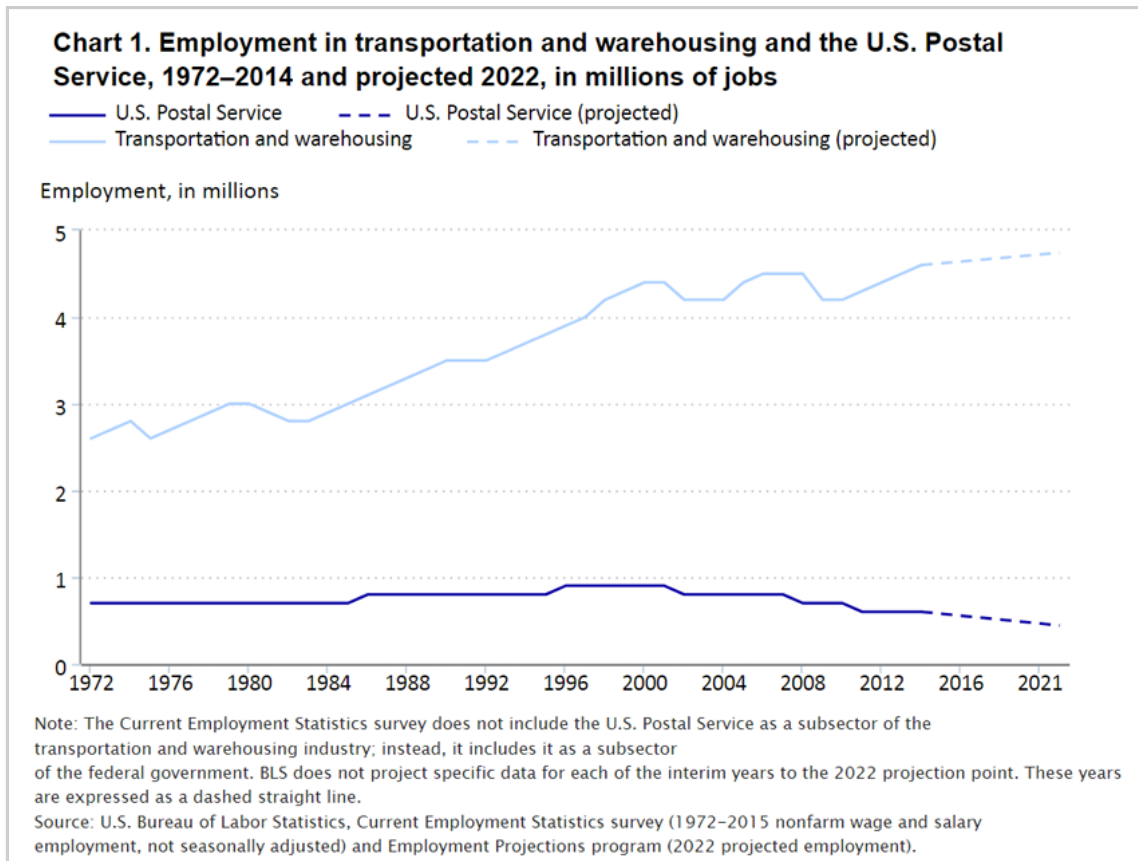 Chart 1. Employment in transportation and warehousing and the U.S. Postal
Service, 1972–2014 and projected 2022, in millions of jobs
U.S. Postal Service U.S. Postal Service (projected)
Transportation and warehousing Transportation and warehousing (projected)
Employment, in millions
5
4
3
2
1
0
1972 1976 1980 1984 1988 1992 1996 2000 2004 2008 2012 2016 2021
Note: The Current Employment Statistics survey does not include the U.S. Postal Service as a subsector of the
transportation and warehousing industry; instead, it includes it as a subsector
of the federal government. BLS does not project specific data for each of the interim years to the 2022 projection point. These years
are expressed as a dashed straight line.
Source: U.S. Bureau of Labor Statistics, Current Employment Statistics survey (1972–2015 nonfarm wage and salary
employment, not seasonally adjusted) and Employment Projections program (2022 projected employment).